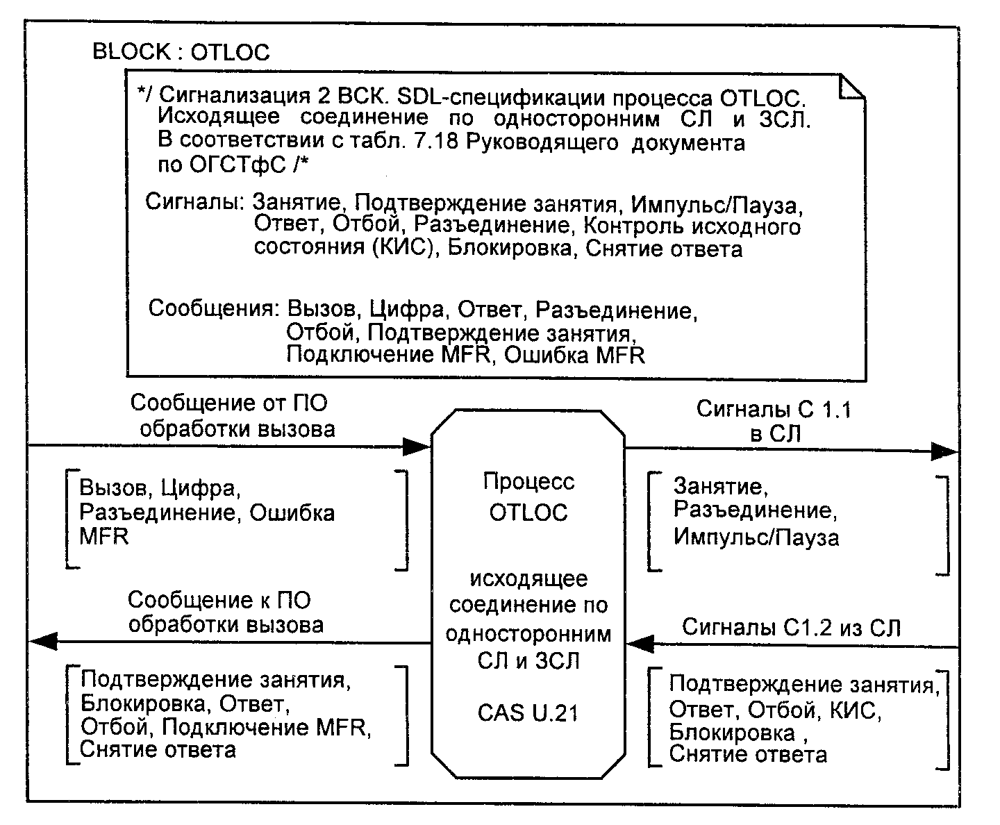 BLOCK : OTLOC
*/ Сигнализация 2 ВСК. SDL-спецификации процесса OTLOC.
Исходящее соединение по односторонним СЛ и ЗСЛ.
В соответствии с табл. 7.18 Руководящего документа
по ОГСТфС /*
Сигналы: Занятие, Подтверждение занятия, Импульс/Пауза,
Ответ, Отбой, Разъединение, Контроль исходного
состояния (КИС), Блокировка, Снятие ответа
Сообщения: Вызов, Цифра, Ответ, Разъединение,
Отбой, Подтверждение занятия,
Подключение MFR, Ошибка MFR
Сообщение от ПО
обработки вызова
Вызов, Цифра,
Разъединение, Ошибка
MFR
Сообщение к ПО
обработки вызова
Подтверждение занятия,
Блокировка, Ответ,
Отбой, Подключение MFR,
Снятие ответа
Процесс
OTLOC
исходящее
соединение по
односторонним
СЛ и ЗСЛ
CAS U.21
Сигналы С 1.1
в СЛ
Занятие,
Разъединение,
Импульс/Пауза
Сигналы С1.2 из СЛ
Подтверждение занятия,
Ответ, Отбой, КИС,
Блокировка ,
Снятие ответа